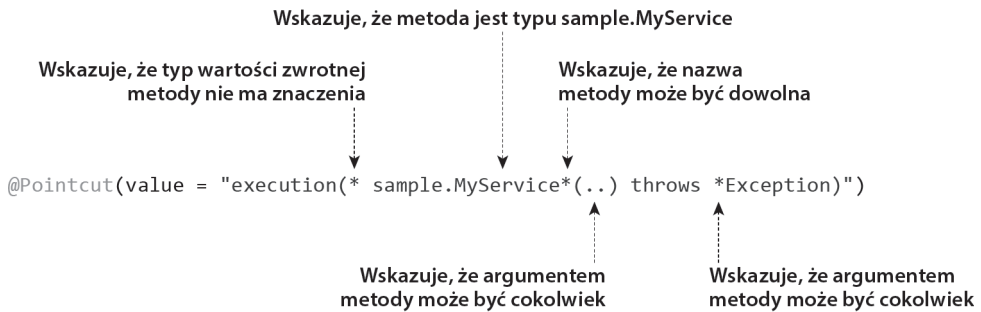 Wskazuje, że metoda jest typu sample.MyService
Wskazuje, że typ wartości zwrotnej
metody nie ma znaczenia
Wskazuje, że nazwa
metody może być dowolna
@Pointcut(value = "execution(* sample.MyService*(..) throws *Exception)")
Wskazuje, że argumentem
metody może być cokolwiek
Wskazuje, że argumentem
metody może być cokolwiek